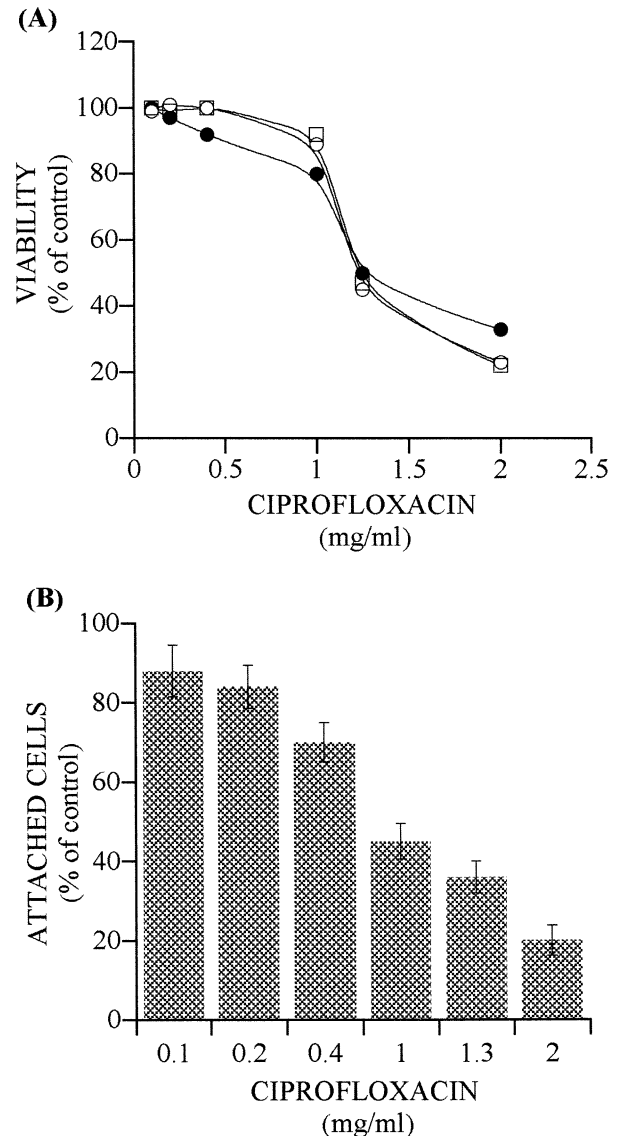 (A)
120
100
80
60
40
20
0
VIABILITY
(% of control)
0
0.5
1
1.5
2
2.5
CIPROFLOXACIN
(mg/ml)
(B)
100
80
60
40
20
0
ATTACHED CELLS
(% of control)
0.1
0.2
0.4
1
1.3
2
CIPROFLOXACIN
(mg/ml)